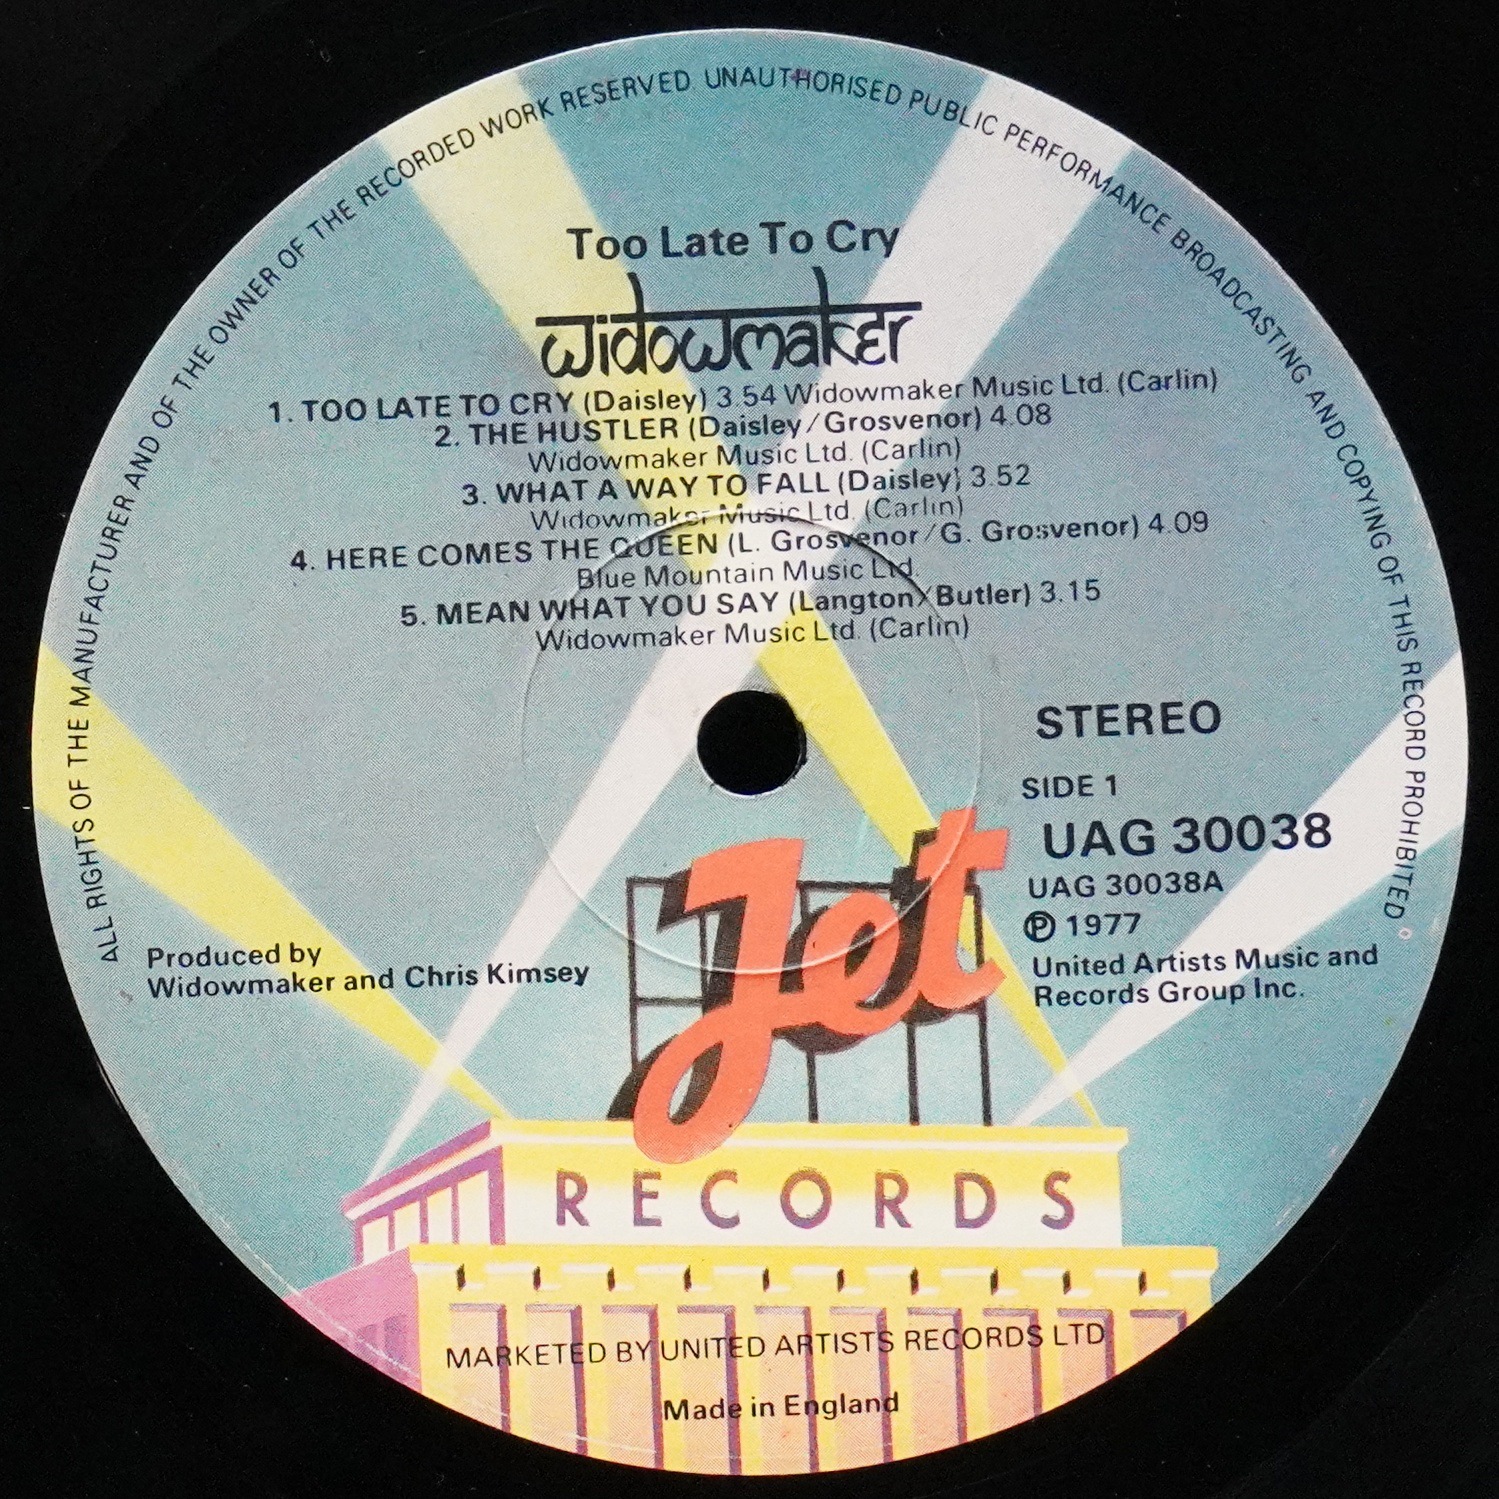 ALL RIGHTS OF THE MANUFACTURER AND OF THE OWNER OF THE RECORDED WORK RESERVED UNAUTHORISED PUBLIC PERFORMANCE BROADCASTING AND COPYING OF THIS RECORD PROHIBITED
Too Late To Cry
widowmaker
1. TOO LATE TO CRY (Daisley) 3.54 Widowmaker Music Ltd. (Carlin)
2. THE HUSTLER (Daisley/Grosvenor) 4.08
Widowmaker Music Ltd. (Carlin)
3. WHAT A WAY TO FALL (Daisley) 3.52
Widowmaker Music Ltd. (Carlin)
4. HERE COMES THE QUEEN (L. Grosvenor/G. Grosvenor) 4.09
Blue Mountain Music Ltd.
5. MEAN WHAT YOU SAY (Langton/Butler) 3.15
Widowmaker Music Ltd. (Carlin)
STEREO
SIDE 1
UAG 30038
UAG 30038A
Ⓟ 1977
United Artists Music and
Records Group Inc.
Produced by
Widowmaker and Chris Kimsey
Jet
RECORDS
MARKETED BY UNITED ARTISTS RECORDS LTD.
Made in England